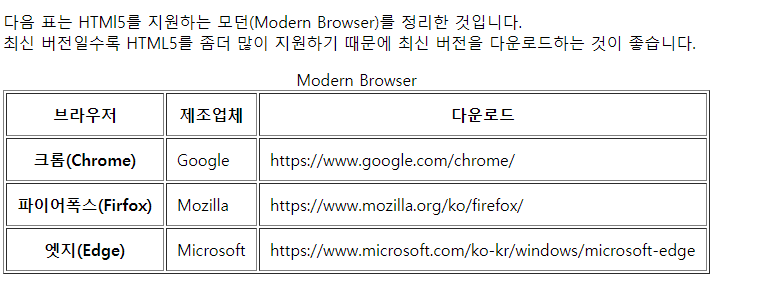 다음 표는 HTMl5를 지원하는 모던(Modern Browser)를 정리한 것입니다.
최신 버전일수록 HTML5를 좀더 많이 지원하기 때문에 최신 버전을 다운로드하는 것이 좋습니다.
Modern Browser
브라우저 제조업체 다운로드
크롬(Chrome) Google https://www.google.com/chrome/
파이어폭스(Firfox) Mozilla https://www.mozilla.org/ko/firefox/
엣지(Edge) Microsoft https://www.microsoft.com/ko-kr/windows/microsoft-edge